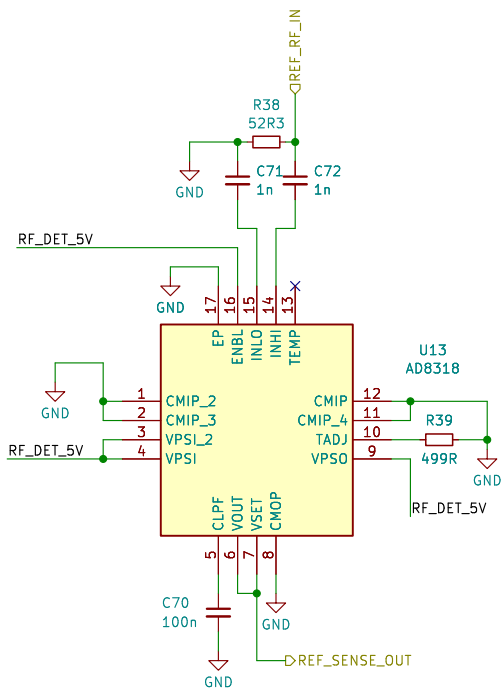 REF_RF_IN
R38
52R3
C71
1n
C72
1n
GND
RF_DET_5V
GND
17
16
15
14
13
EP
ENBL
INLO
INHI
TEMP
U13
AD8318
1
CMIP_2
2
CMIP_3
3
VPSI_2
4
VPSI
GND
RF_DET_5V
12
CMIP
11
CMIP_4
10
TADJ
9
VPSO
R39
499R
GND
RF_DET_5V
CLPF
VOUT
VSET
CMOP
5
6
7
8
C70
100n
GND
GND
REF_SENSE_OUT